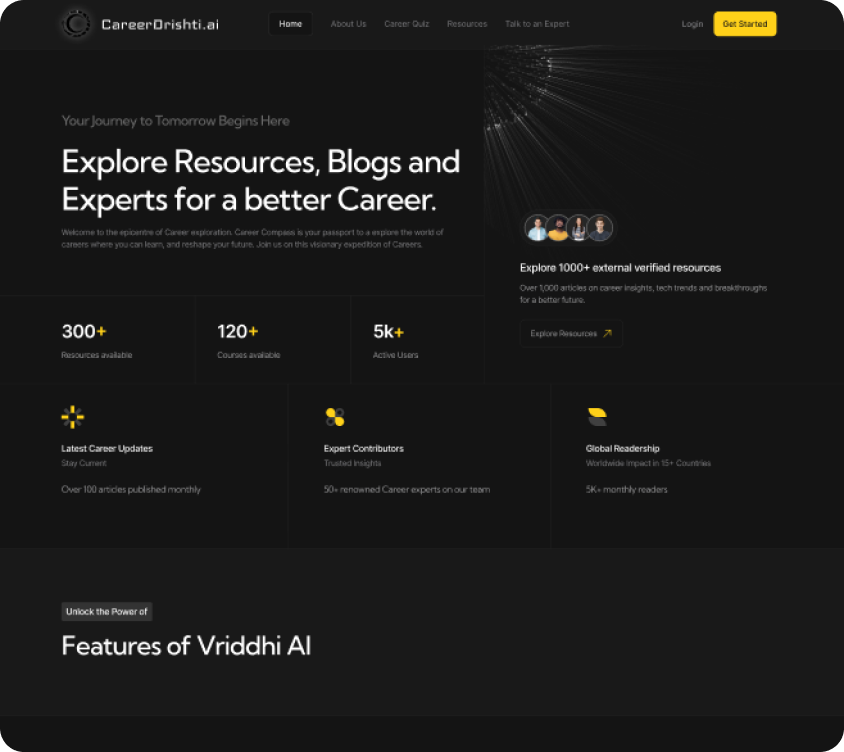 CareerDrishti.ai
Home
About Us
Career Quiz
Resources
Talk to an Expert
Login
Get Started
Your Journey to Tomorrow Begins Here
Explore Resources, Blogs and
Experts for a better Career.
Welcome to the epicentre of Career exploration. Career Compass is your passport to a explore the world of
careers where you can learn, and reshape your future. Join us on this visionary expedition of Careers.
Explore 1000+ external verified resources
Over 1,000 articles on career insights, tech trends and breakthroughs
for a better future.
Explore Resources
300+
Resources available
120+
Courses available
5k+
Active Users
Latest Career Updates
Stay Current
Over 100 articles published monthly
Expert Contributors
Trusted Insights
50+ renowned Career experts on our team
Global Readership
Worldwide Impact in 15+ Countries
5K+ monthly readers
Unlock the Power of
Features of Vriddhi AI